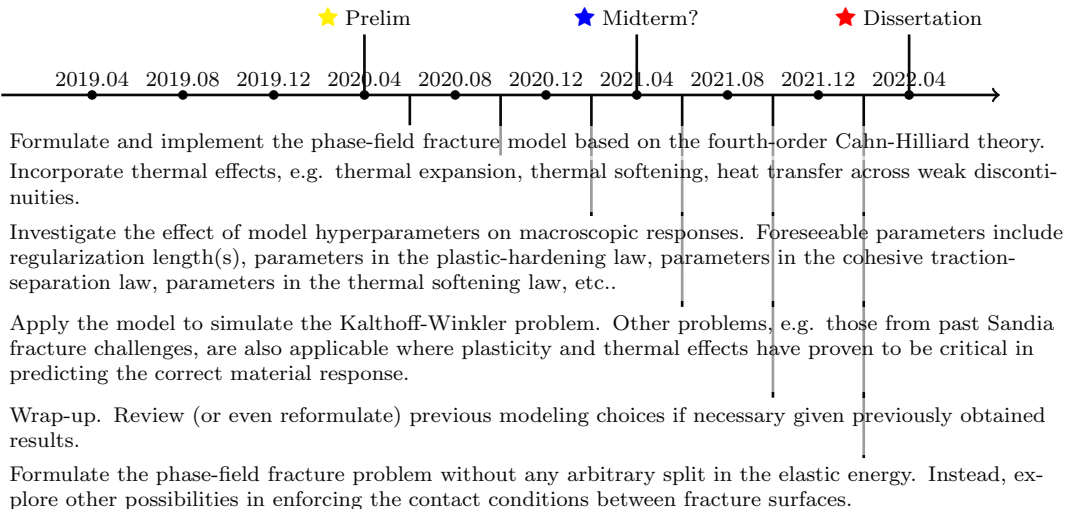 Prelim Midterm? Dissertation
2019.04 2019.08 2019.12 2020.04 2020.08 2020.12 2021.04 2021.08 2021.12 2022.04
Formulate and implement the phase-field fracture model based on the fourth-order Cahn-Hilliard theory.
Incorporate thermal effects, e.g. thermal expansion, thermal softening, heat transfer across weak disconti-
nuities.
Investigate the effect of model hyperparameters on macroscopic responses. Foreseeable parameters include
regularization length(s), parameters in the plastic-hardening law, parameters in the cohesive traction-
separation law, parameters in the thermal softening law, etc..
Apply the model to simulate the Kalthoff-Winkler problem. Other problems, e.g. those from past Sandia
fracture challenges, are also applicable where plasticity and thermal effects have proven to be critical in
predicting the correct material response.
Wrap-up. Review (or even reformulate) previous modeling choices if necessary given previously obtained
results.
Formulate the phase-field fracture problem without any arbitrary split in the elastic energy. Instead, ex-
plore other possibilities in enforcing the contact conditions between fracture surfaces.